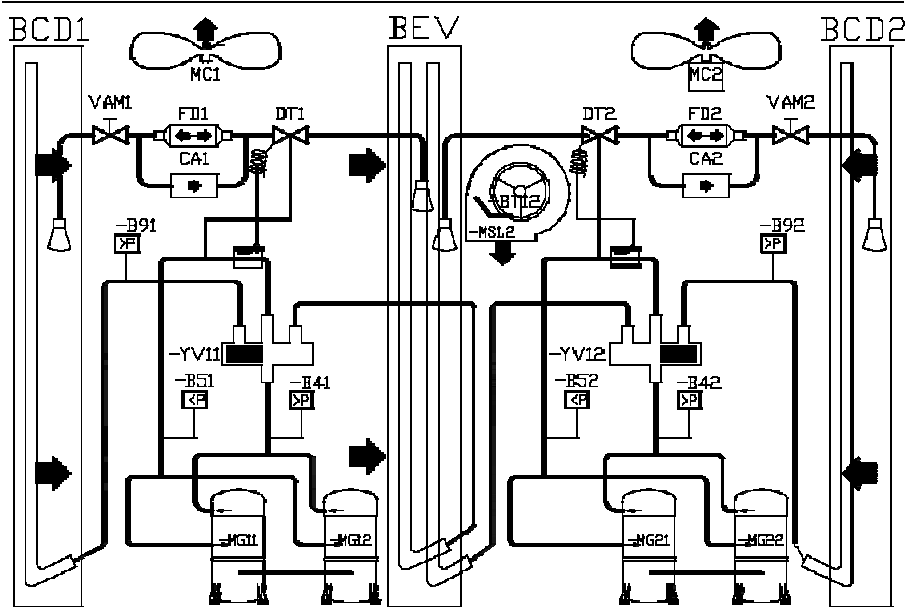 BCD1 BEV BCD2
MC1 MC2
VAM1 FD1 DT1 DT2 FD2 VAM2
CA1 CA2
-BT12
-B91 -MS12 -B92
>P >P
-YV11 -YV12
-B51 -B41 -B52 -B42
<P >P <P >P
-MG11 -MG12 -MG21 -MG22